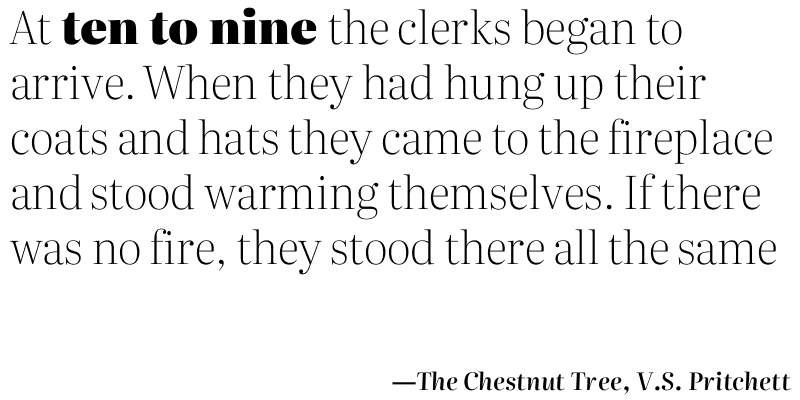 At ten to nine the clerks began to
arrive. When they had hung up their
coats and hats they came to the fireplace
and stood warming themselves. If there
was no fire, they stood there all the same
—The Chestnut Tree, V.S. Pritchett